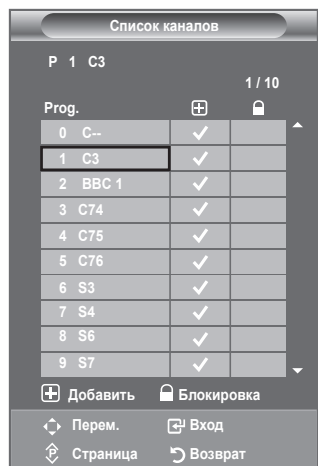 Список каналов
P 1 C3
1 / 10
Prog.
0 C--
1 C3
2 BBC 1
3 C74
4 C75
5 C76
6 S3
7 S4
8 S6
9 S7
Добавить Блокировка
Перем. Вход
P Страница Возврат